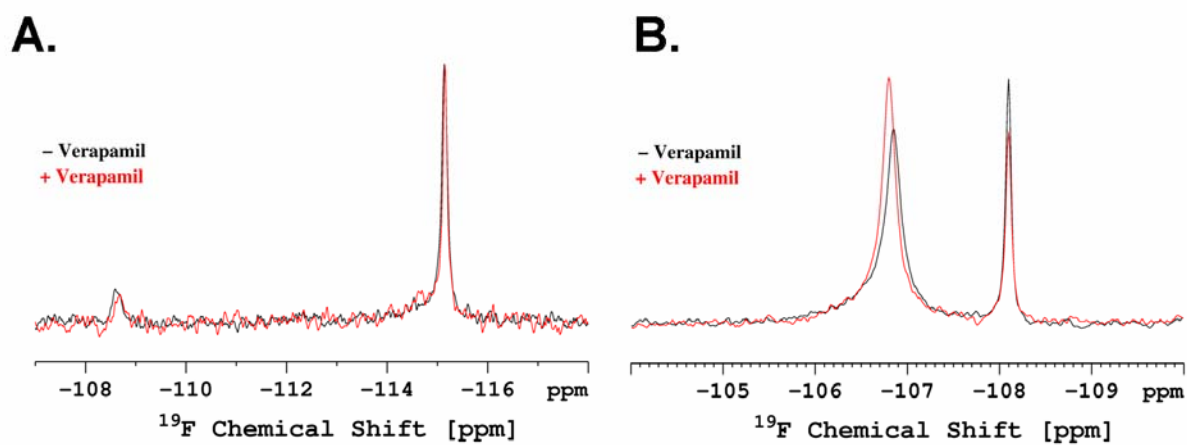 A.
− Verapamil
+ Verapamil
−108 −110 −112 −114 −116 ppm
¹⁹F Chemical Shift [ppm]
B.
− Verapamil
+ Verapamil
−105 −106 −107 −108 −109 ppm
¹⁹F Chemical Shift [ppm]